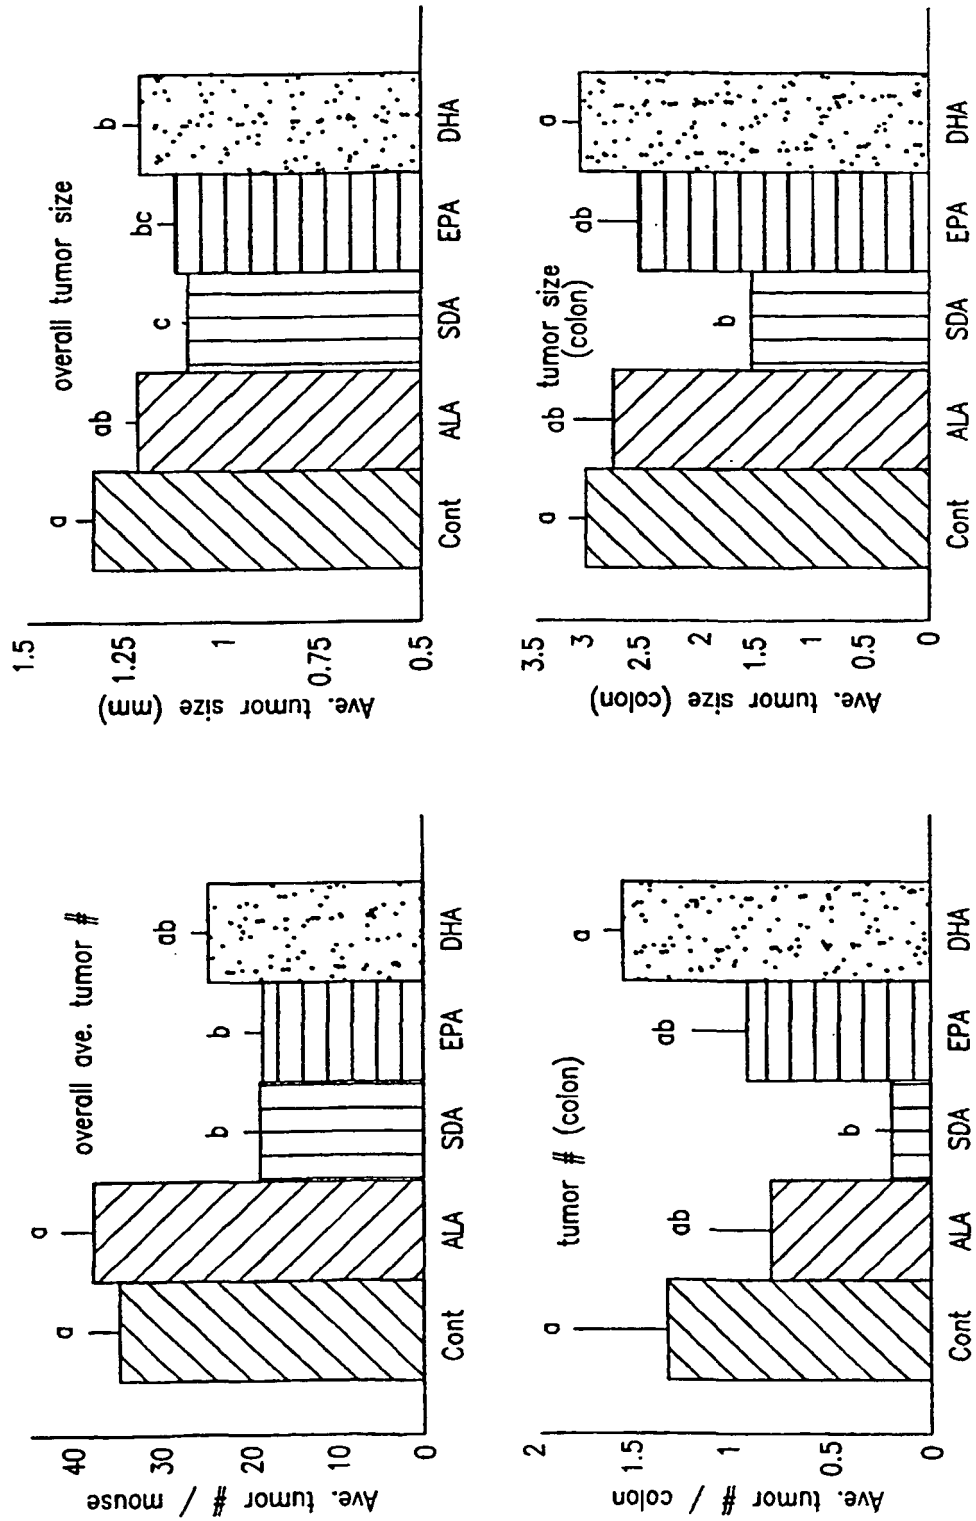 overall ave. tumor #
Ave. tumor # / mouse
40
30
20
10
0
a
a
b
b
ab
Cont
ALA
SDA
EPA
DHA
overall tumor size
Ave. tumor size (mm)
1.5
1.25
1
0.75
0.5
a
ab
c
bc
b
Cont
ALA
SDA
EPA
DHA
tumor # (colon)
Ave. tumor # / colon
2
1.5
1
0.5
0
a
ab
b
ab
a
Cont
ALA
SDA
EPA
DHA
tumor size
(colon)
Ave. tumor size (colon)
3.5
3
2.5
2
1.5
1
0.5
0
a
ab
b
ab
a
Cont
ALA
SDA
EPA
DHA